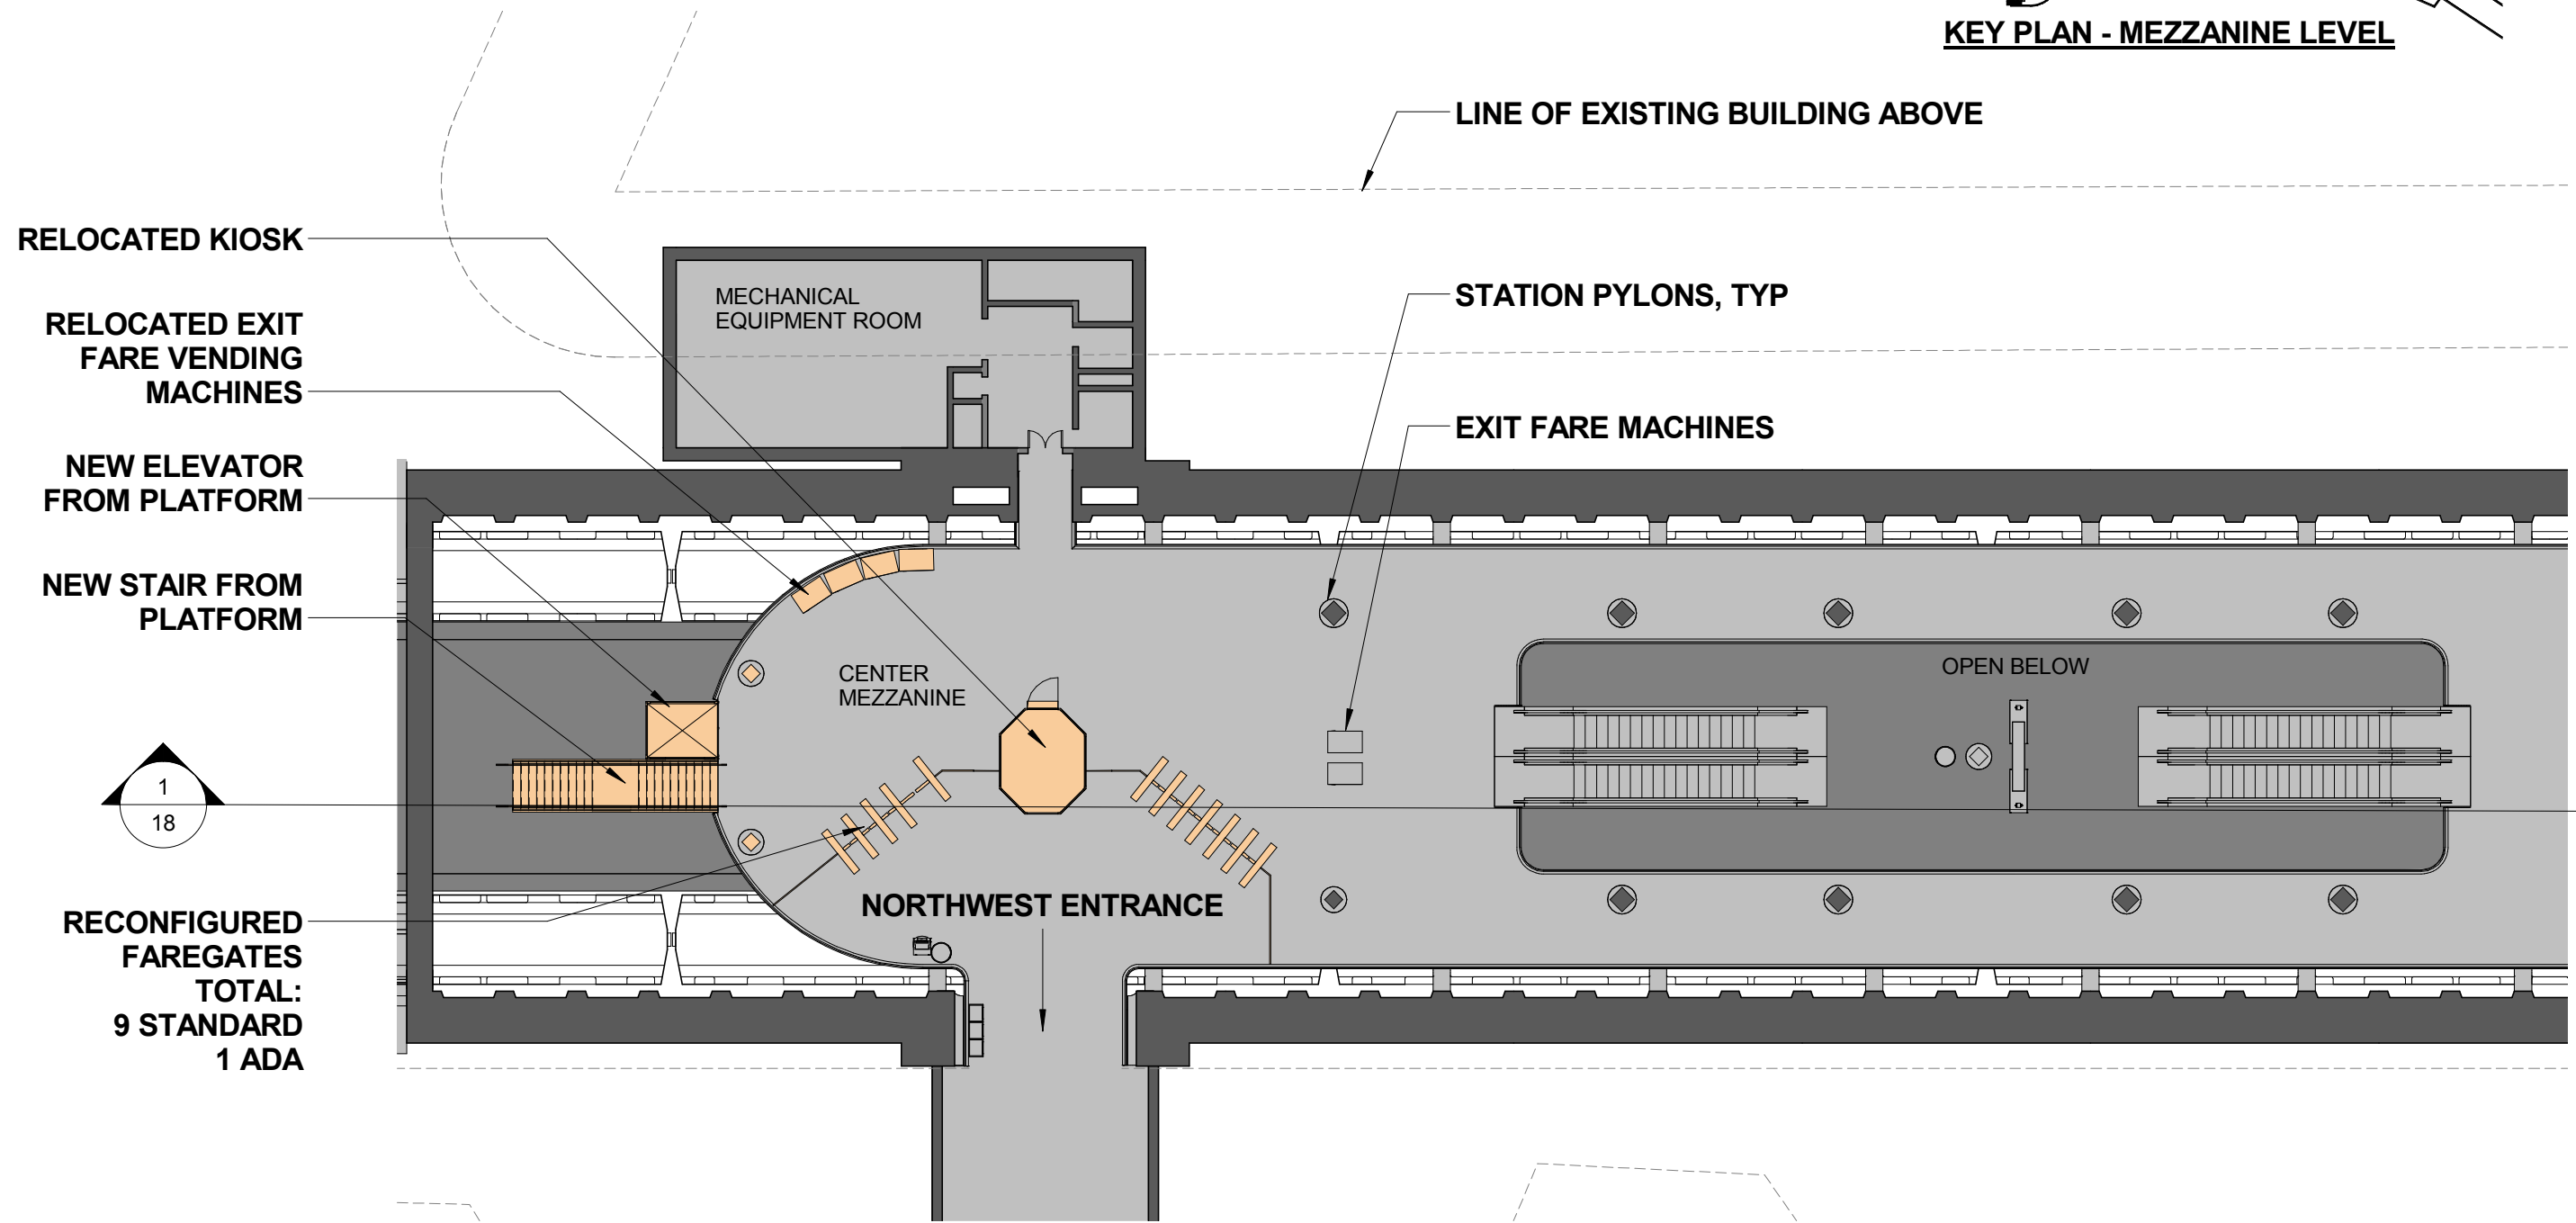 KEY PLAN - MEZZANINE LEVEL
LINE OF EXISTING BUILDING ABOVE
RELOCATED KIOSK
MECHANICAL
EQUIPMENT ROOM
STATION PYLONS, TYP
RELOCATED EXIT
FARE VENDING
MACHINES
EXIT FARE MACHINES
NEW ELEVATOR
FROM PLATFORM
NEW STAIR FROM
PLATFORM
CENTER
MEZZANINE
OPEN BELOW
1
18
NORTHWEST ENTRANCE
RECONFIGURED
FAREGATES
TOTAL:
9 STANDARD
1 ADA